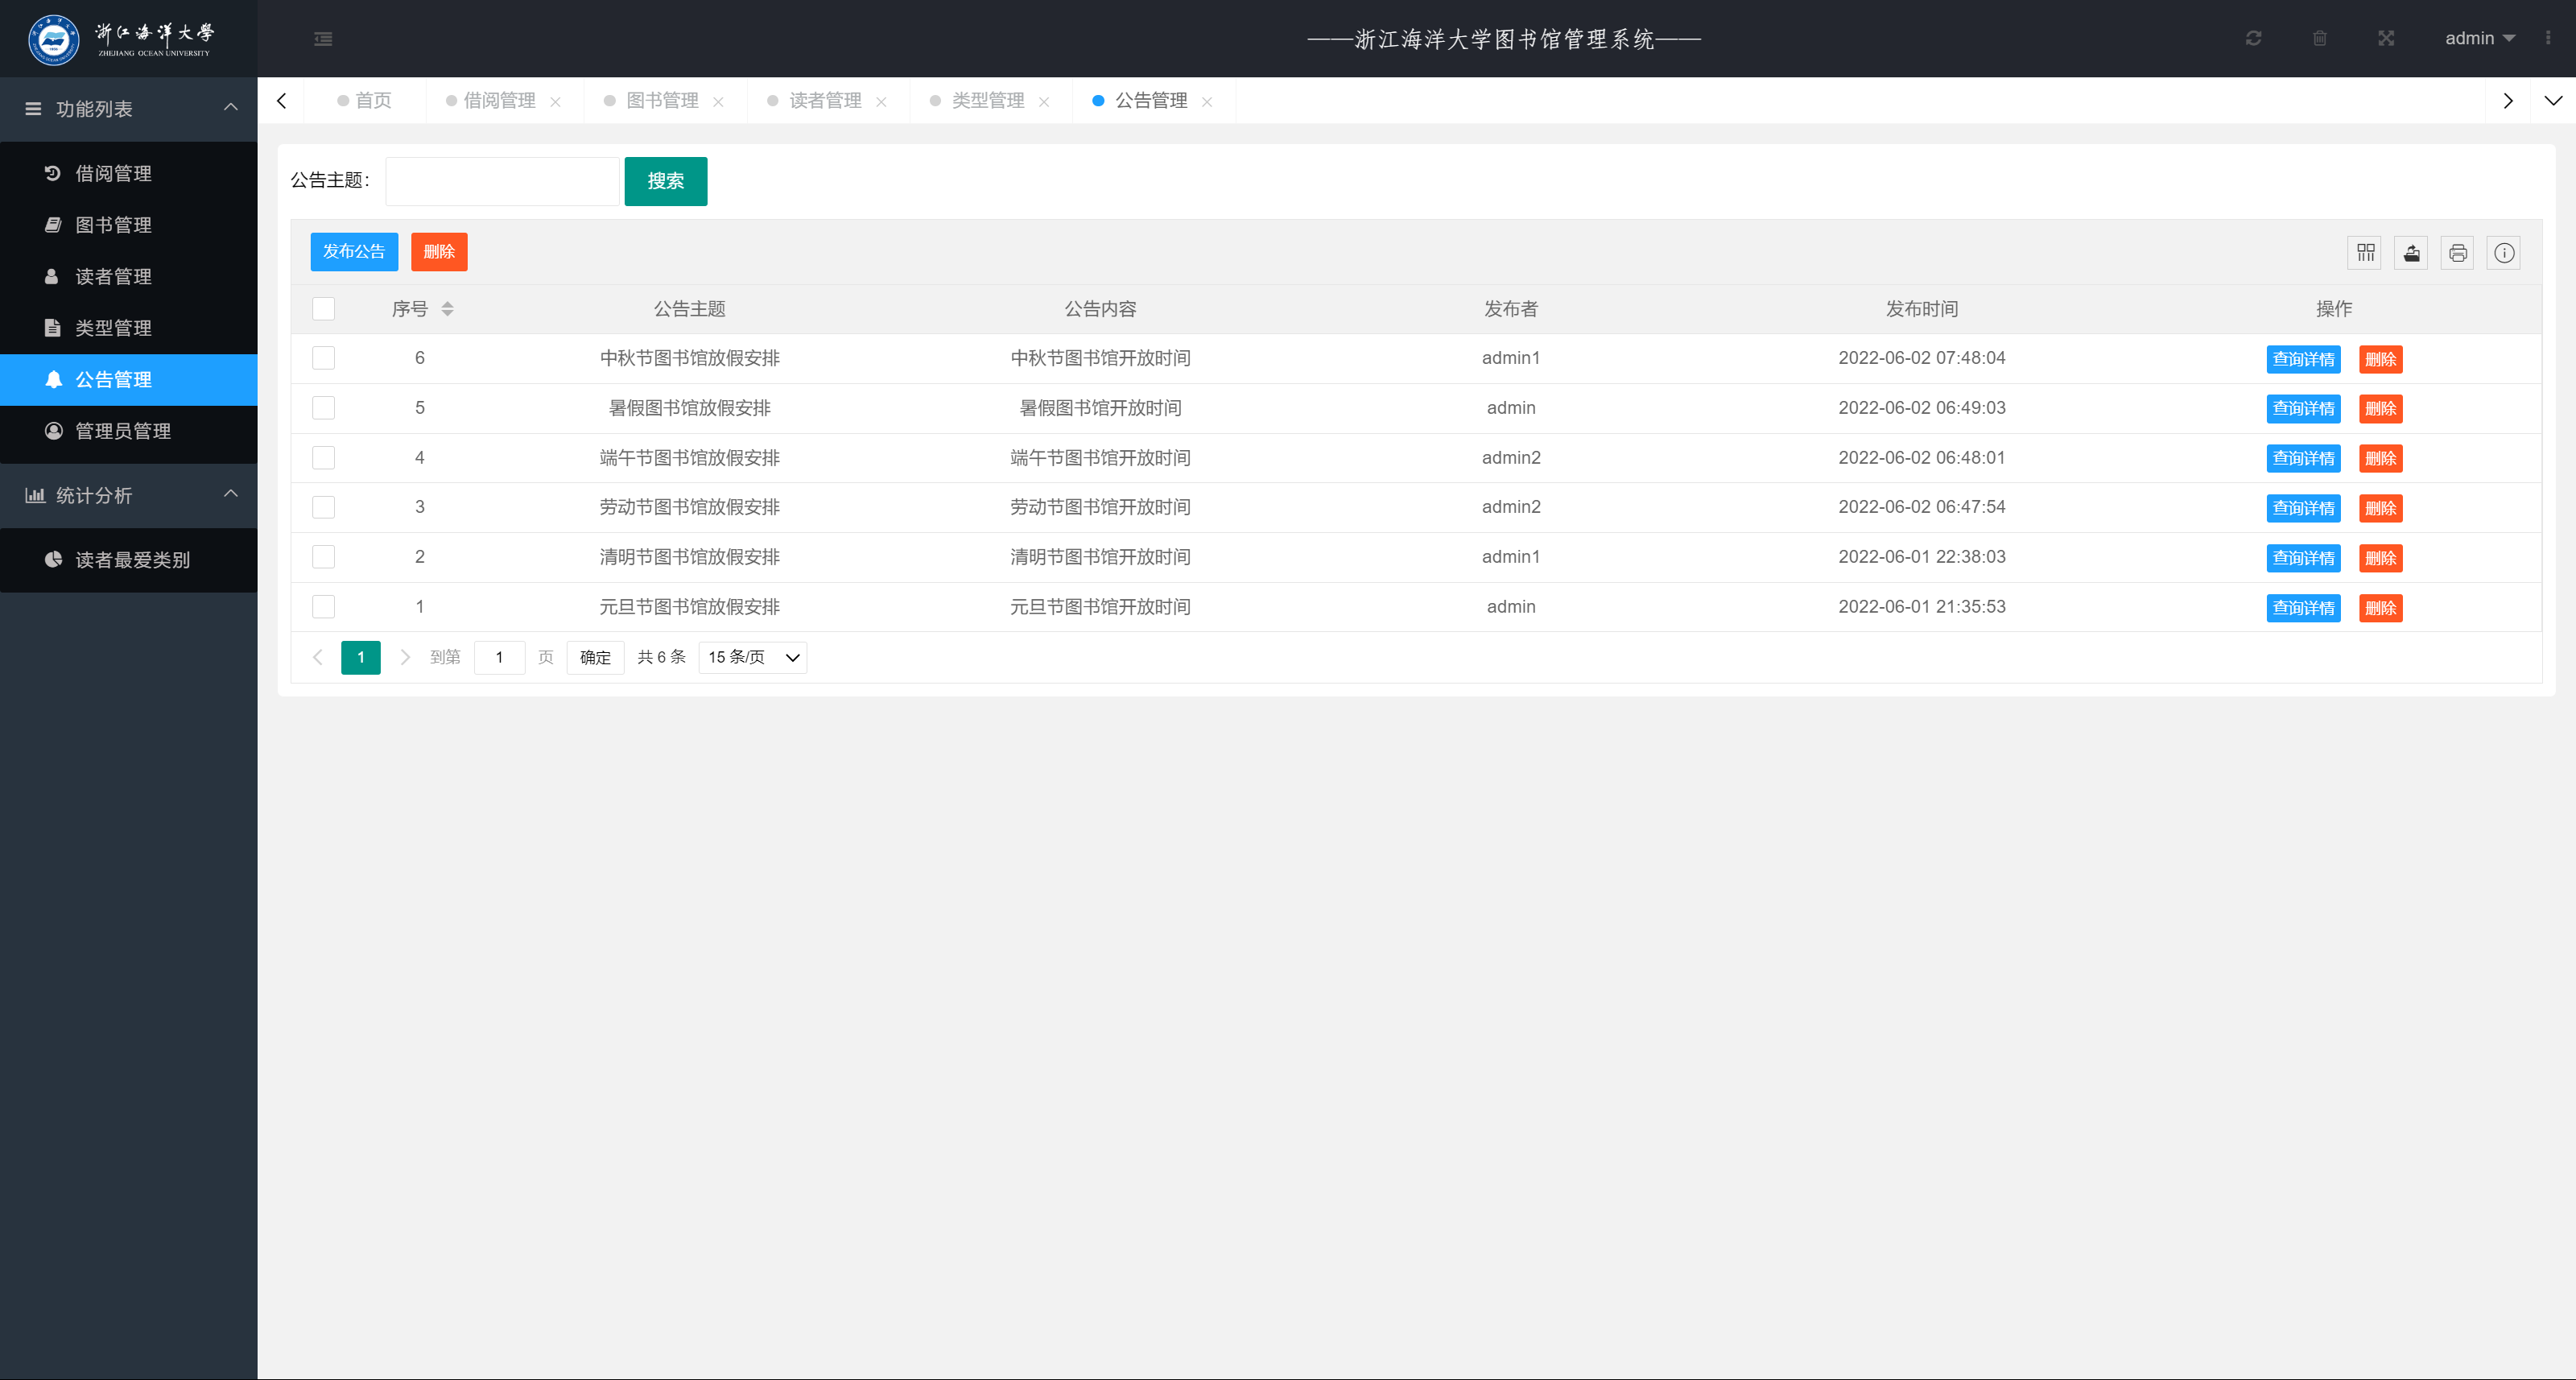 浙江海洋大学
ZHEJIANG OCEAN UNIVERSITY
——浙江海洋大学图书馆管理系统——
admin
功能列表
借阅管理
图书管理
读者管理
类型管理
公告管理
管理员管理
统计分析
读者最爱类别
首页 借阅管理 图书管理 读者管理 类型管理 公告管理
公告主题： 搜索
发布公告 删除
序号 公告主题 公告内容 发布者 发布时间 操作
6 中秋节图书馆放假安排 中秋节图书馆开放时间 admin1 2022-06-02 07:48:04 查询详情 删除
5 暑假图书馆放假安排 暑假图书馆开放时间 admin 2022-06-02 06:49:03 查询详情 删除
4 端午节图书馆放假安排 端午节图书馆开放时间 admin2 2022-06-02 06:48:01 查询详情 删除
3 劳动节图书馆放假安排 劳动节图书馆开放时间 admin2 2022-06-02 06:47:54 查询详情 删除
2 清明节图书馆放假安排 清明节图书馆开放时间 admin1 2022-06-01 22:38:03 查询详情 删除
1 元旦节图书馆放假安排 元旦节图书馆开放时间 admin 2022-06-01 21:35:53 查询详情 删除
1 到第 1 页 确定 共 6 条 15 条/页